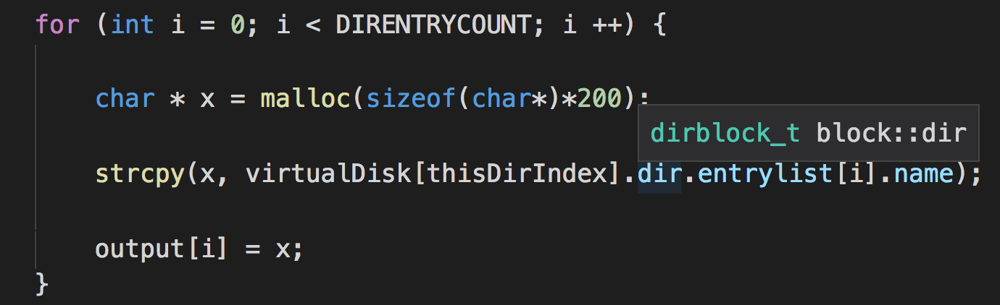 for (int i = 0; i < DIRENTRYCOUNT; i ++) {
char * x = malloc(sizeof(char*)*200);
dirblock_t block::dir
strcpy(x, virtualDisk[thisDirIndex].dir.entrylist[i].name);
output[i] = x;
}